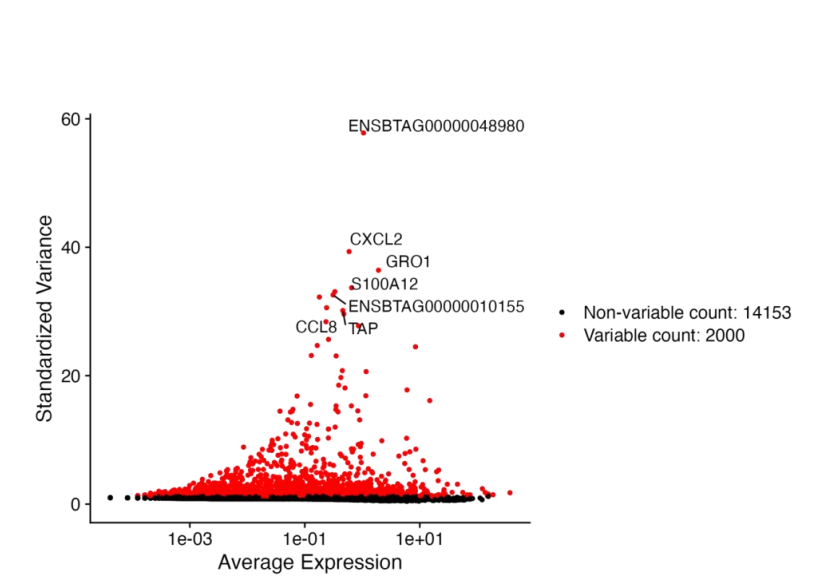 60
ENSBTAG00000048980
40
CXCL2
GRO1
S100A12
ENSBTAG00000010155
CCL8
TAP
20
0
Standardized Variance
1e-03
1e-01
1e+01
Average Expression
Non-variable count: 14153
Variable count: 2000